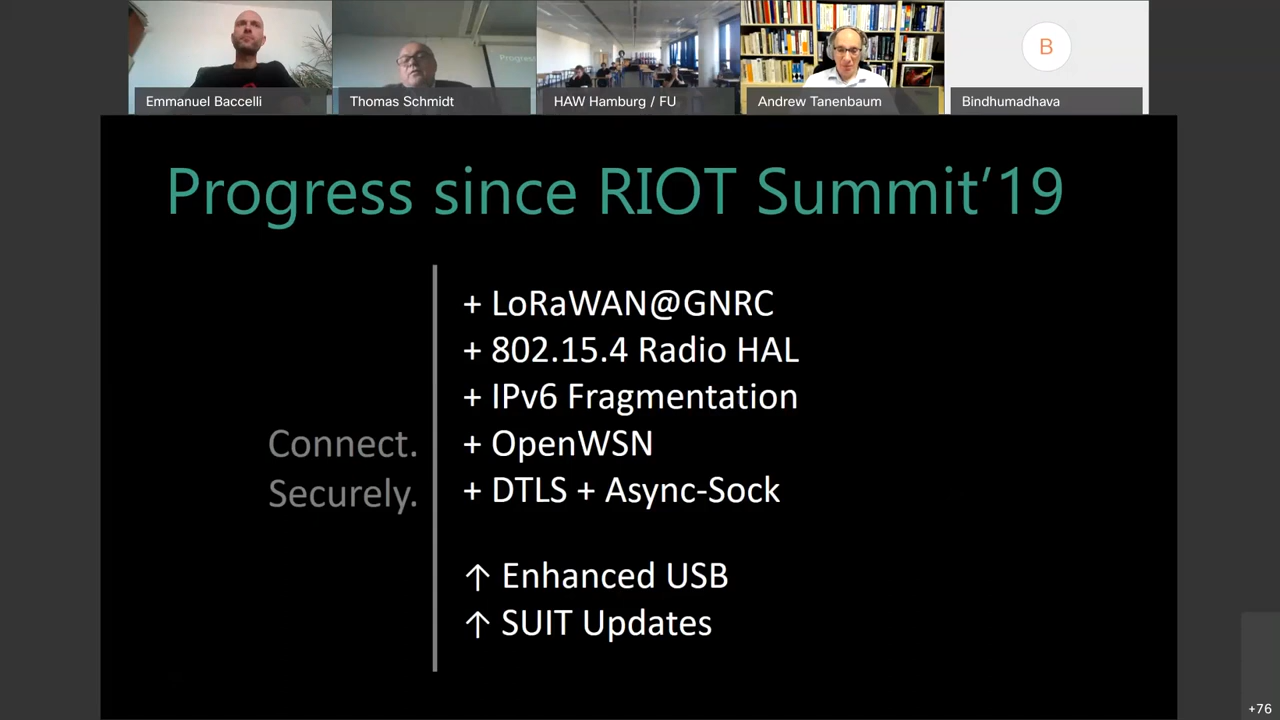 Emmanuel Baccelli
Thomas Schmidt
HAW Hamburg / FU
Andrew Tanenbaum
B
Bindhumadhava
Progress since RIOT Summit’19
+ LoRaWAN@GNRC
+ 802.15.4 Radio HAL
+ IPv6 Fragmentation
Connect.
+ OpenWSN
Securely.
+ DTLS + Async-Sock
↑ Enhanced USB
↑ SUIT Updates
+76